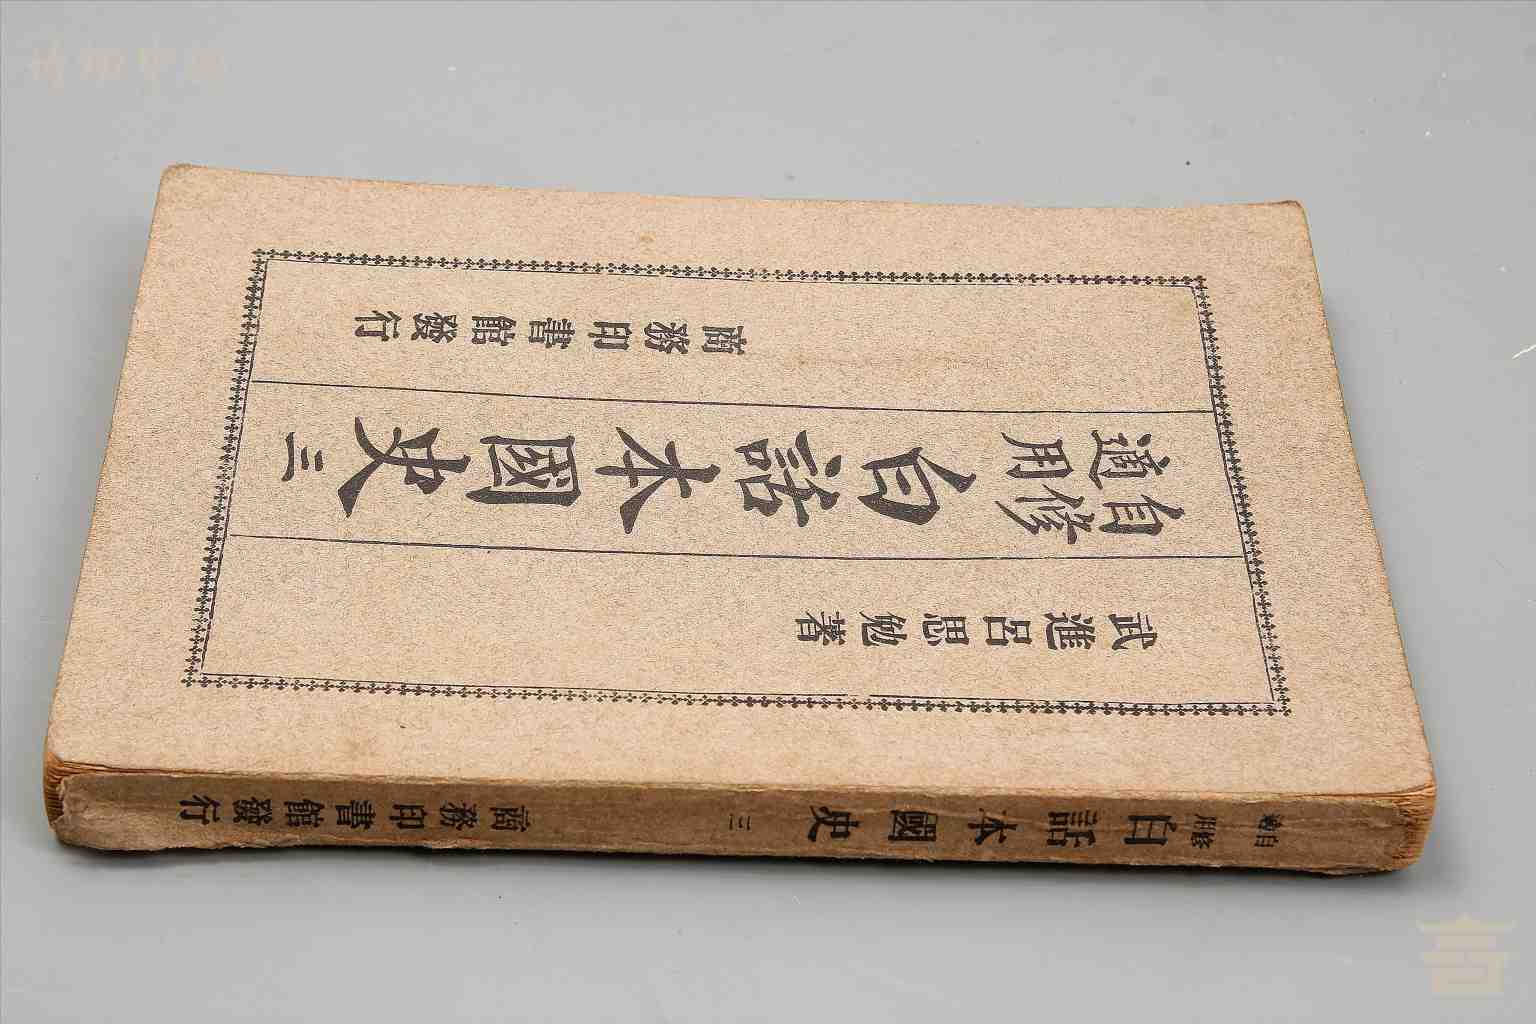 武進呂思勉著
自修
適用
白話本國史 三
商務印書館發行
自修
適用
白話本國史 三 商務印書館發行